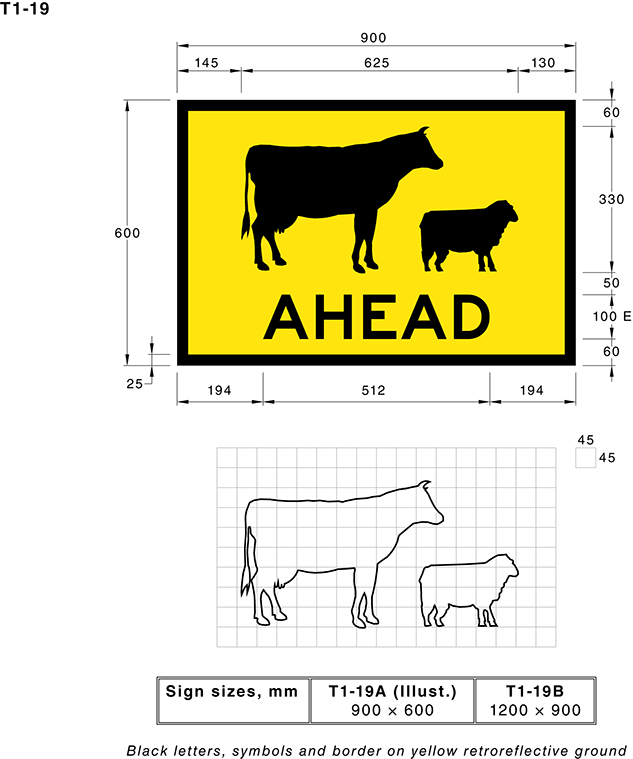 T1-19
900
145
625
130
60
330
600
50
AHEAD
100 E
60
25
194
512
194
45
45
Sign sizes, mm
T1-19A (Illust.)
900 × 600
T1-19B
1200 × 900
Black letters, symbols and border on yellow retroreflective ground